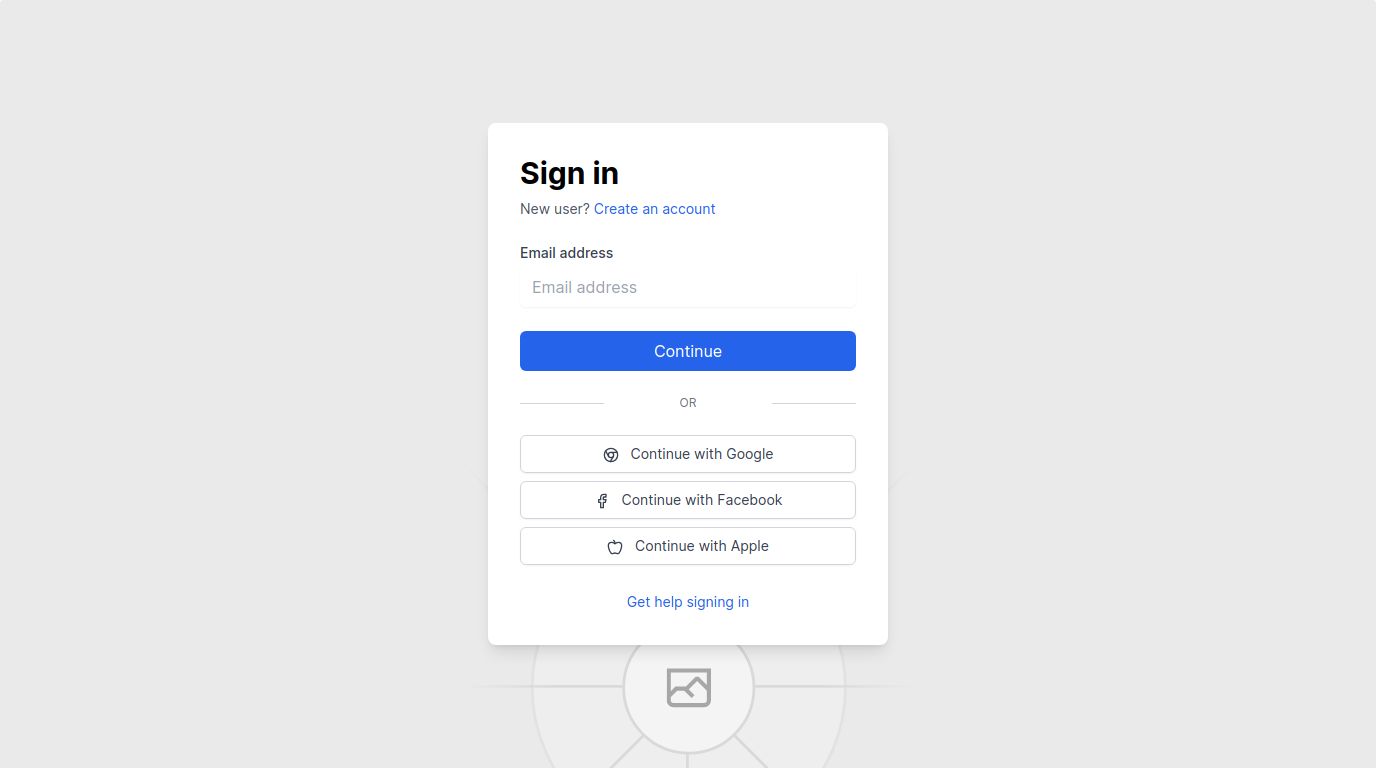 Sign in
New user? Create an account
Email address
Email address
Continue
OR
Continue with Google
Continue with Facebook
Continue with Apple
Get help signing in